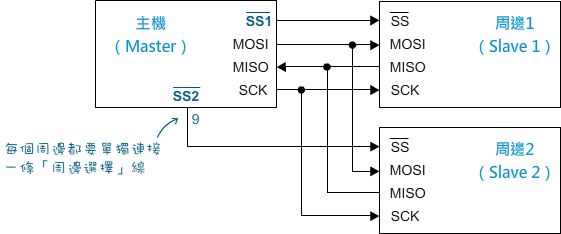 主機
（Master）
SS1
MOSI
MISO
SCK
SS2
9
每個周邊都要單獨連接
一條「周邊選擇」線
SS
MOSI
MISO
SCK
周邊1
（Slave 1）
SS
MOSI
MISO
SCK
周邊2
（Slave 2）